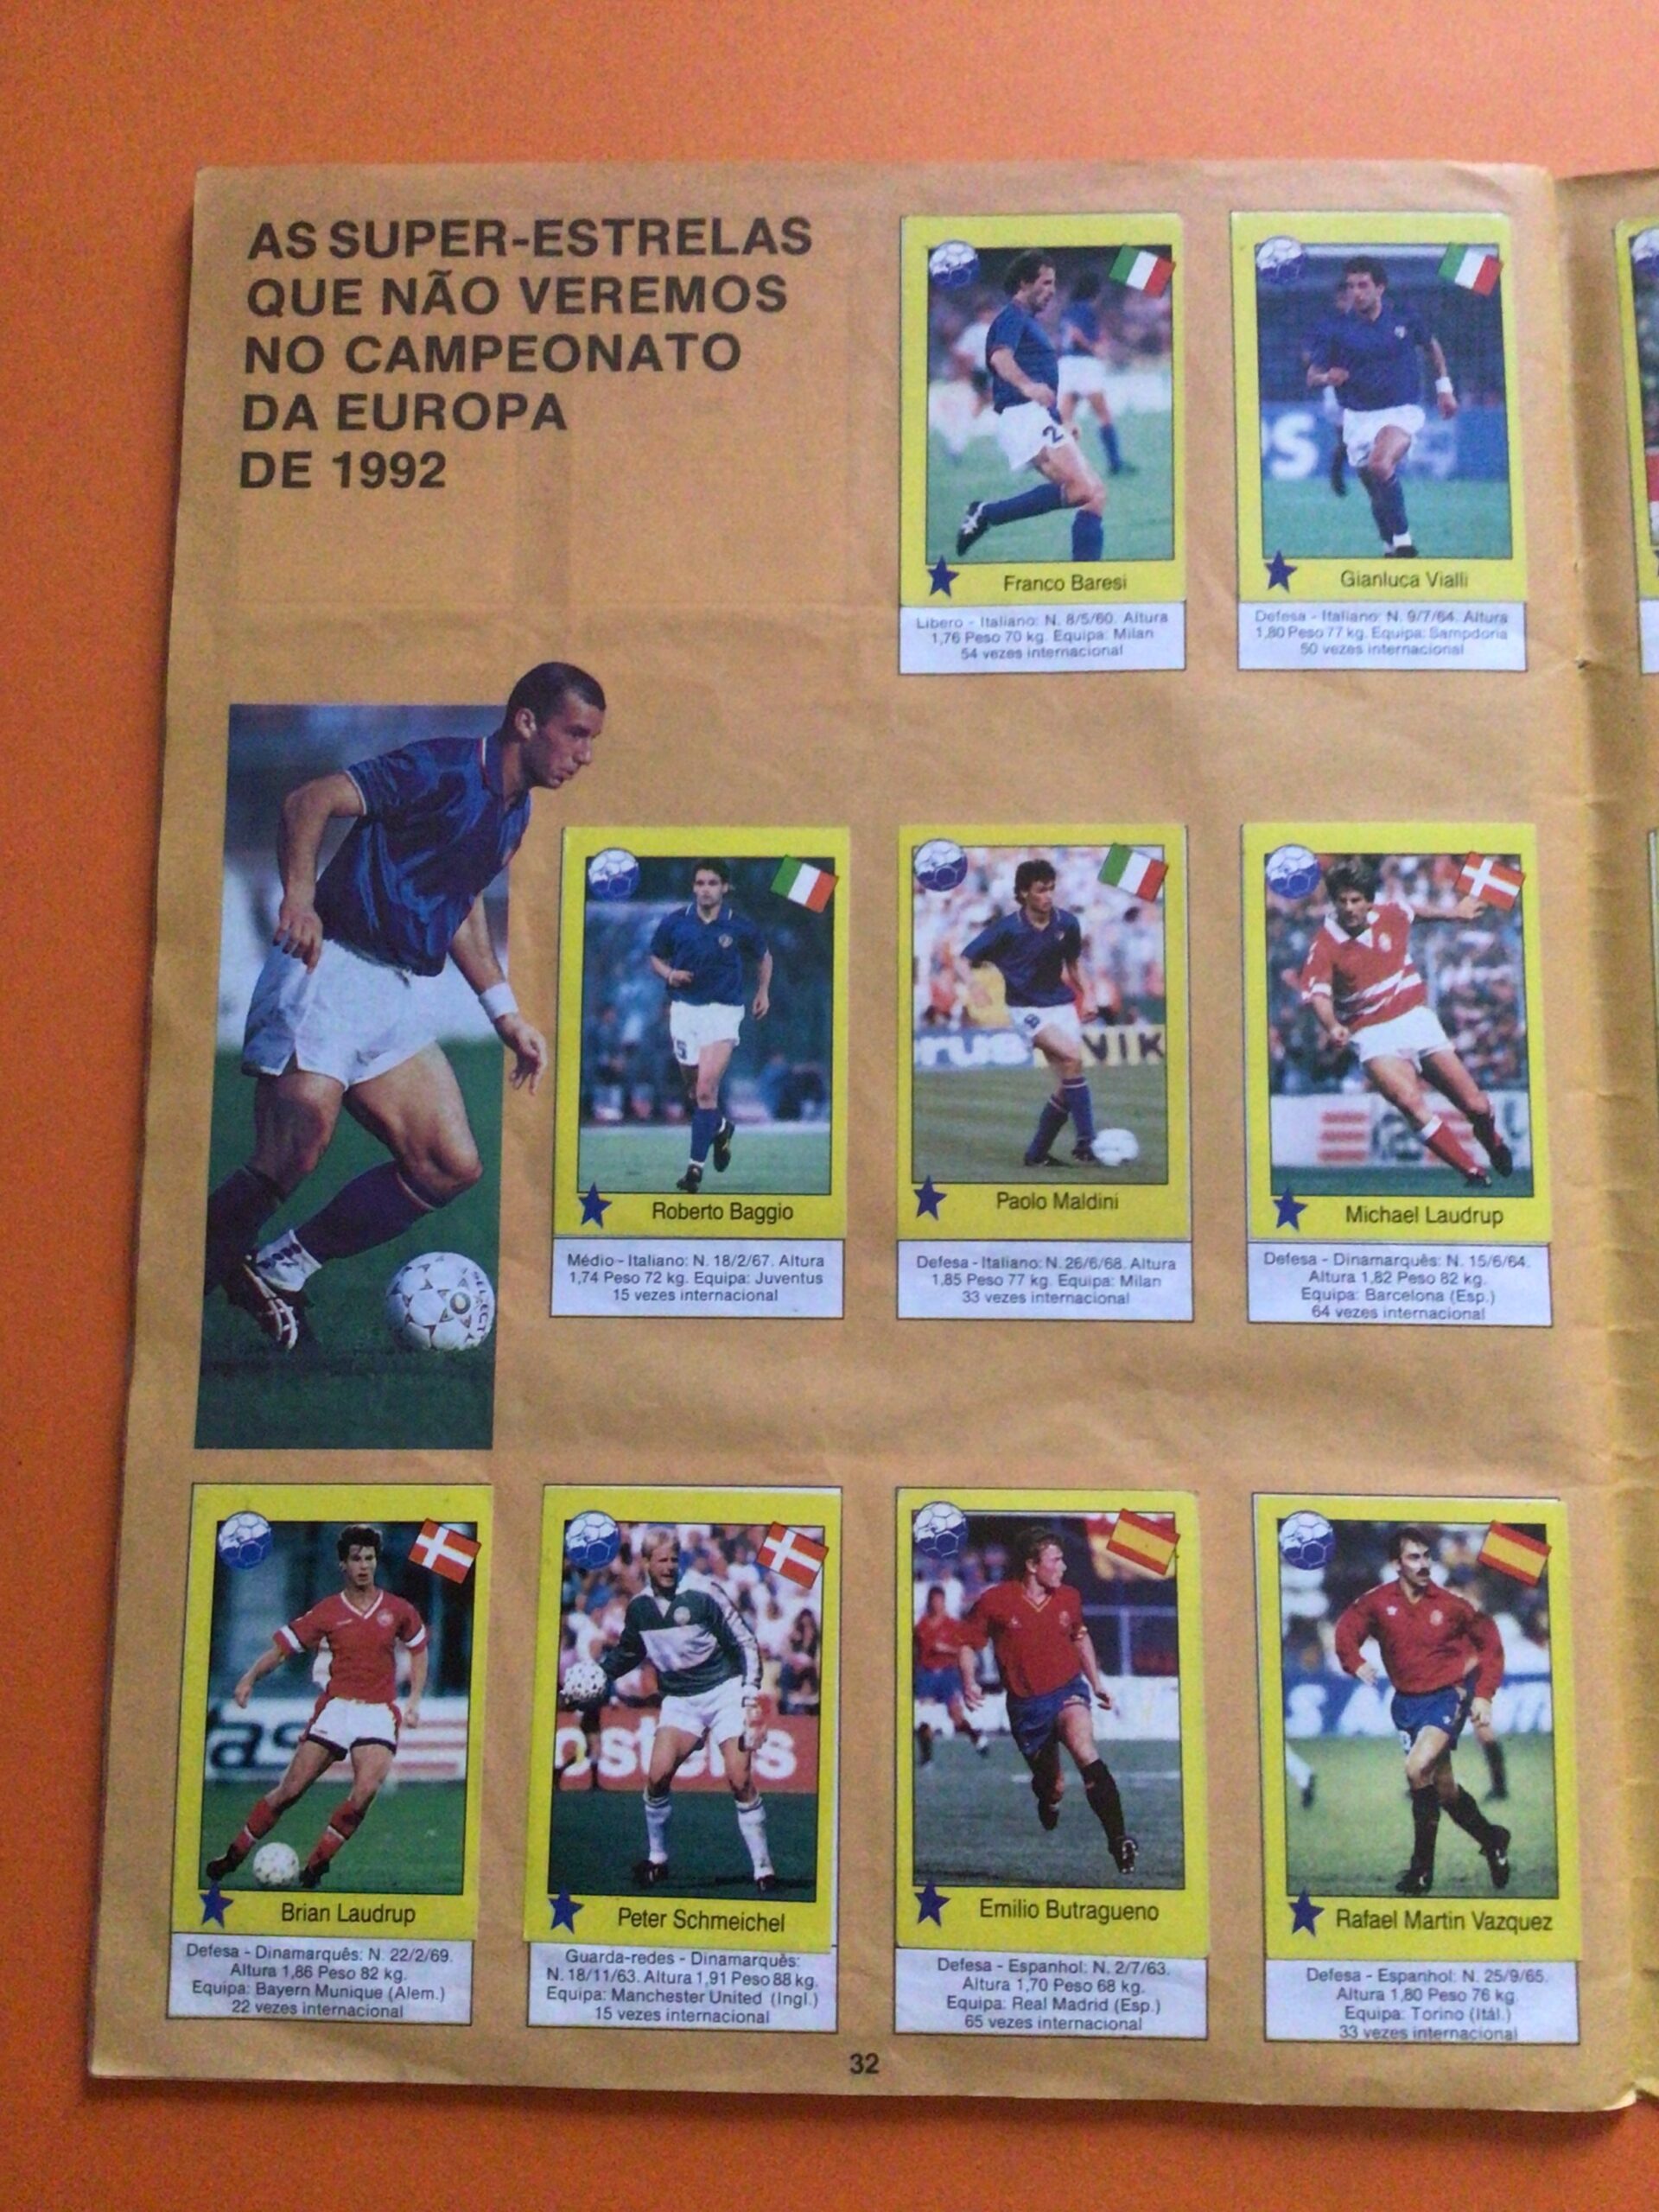 AS SUPER-ESTRELAS
QUE NÃO VEREMOS
NO CAMPEONATO
DA EUROPA
DE 1992
2
Franco Baresi
Libero - Italiano: N. 8/5/60. Altura
1,76 Peso 70 kg. Equipa: Milan
54 vezes internacional
Gianluca Vialli
Defesa - Italiano: N. 9/7/64. Altura
1,80 Peso 77 kg. Equipa: Sampdoria
50 vezes internacional
SELECT
Roberto Baggio
Médio - Italiano: N. 18/2/67. Altura
1,74 Peso 72 kg. Equipa: Juventus
15 vezes internacional
VIK
Paolo Maldini
Defesa - Italiano: N. 26/6/68. Altura
1,85 Peso 77 kg. Equipa: Milan
33 vezes internacional
Michael Laudrup
Defesa - Dinamarquês: N. 15/6/64.
Altura 1,82 Peso 82 kg.
Equipa: Barcelona (Esp.)
64 vezes internacional
tas
Brian Laudrup
Defesa - Dinamarquês: N. 22/2/69.
Altura 1,86 Peso 82 kg.
Equipa: Bayern Munique (Alem.)
22 vezes internacional
Peter Schmeichel
Guarda-redes - Dinamarquès:
N. 18/11/63. Altura 1,91 Peso 88 kg.
Equipa: Manchester United (Ingl.)
15 vezes internacional
Emilio Butragueno
Defesa - Espanhol: N. 2/7/63.
Altura 1,70 Peso 68 kg.
Equipa: Real Madrid (Esp.)
65 vezes internacional
Rafael Martin Vazquez
Defesa - Espanhol: N. 25/9/65.
Altura 1,80 Peso 76 kg
Equipa: Torino (Itál.)
33 vezes internacional
32